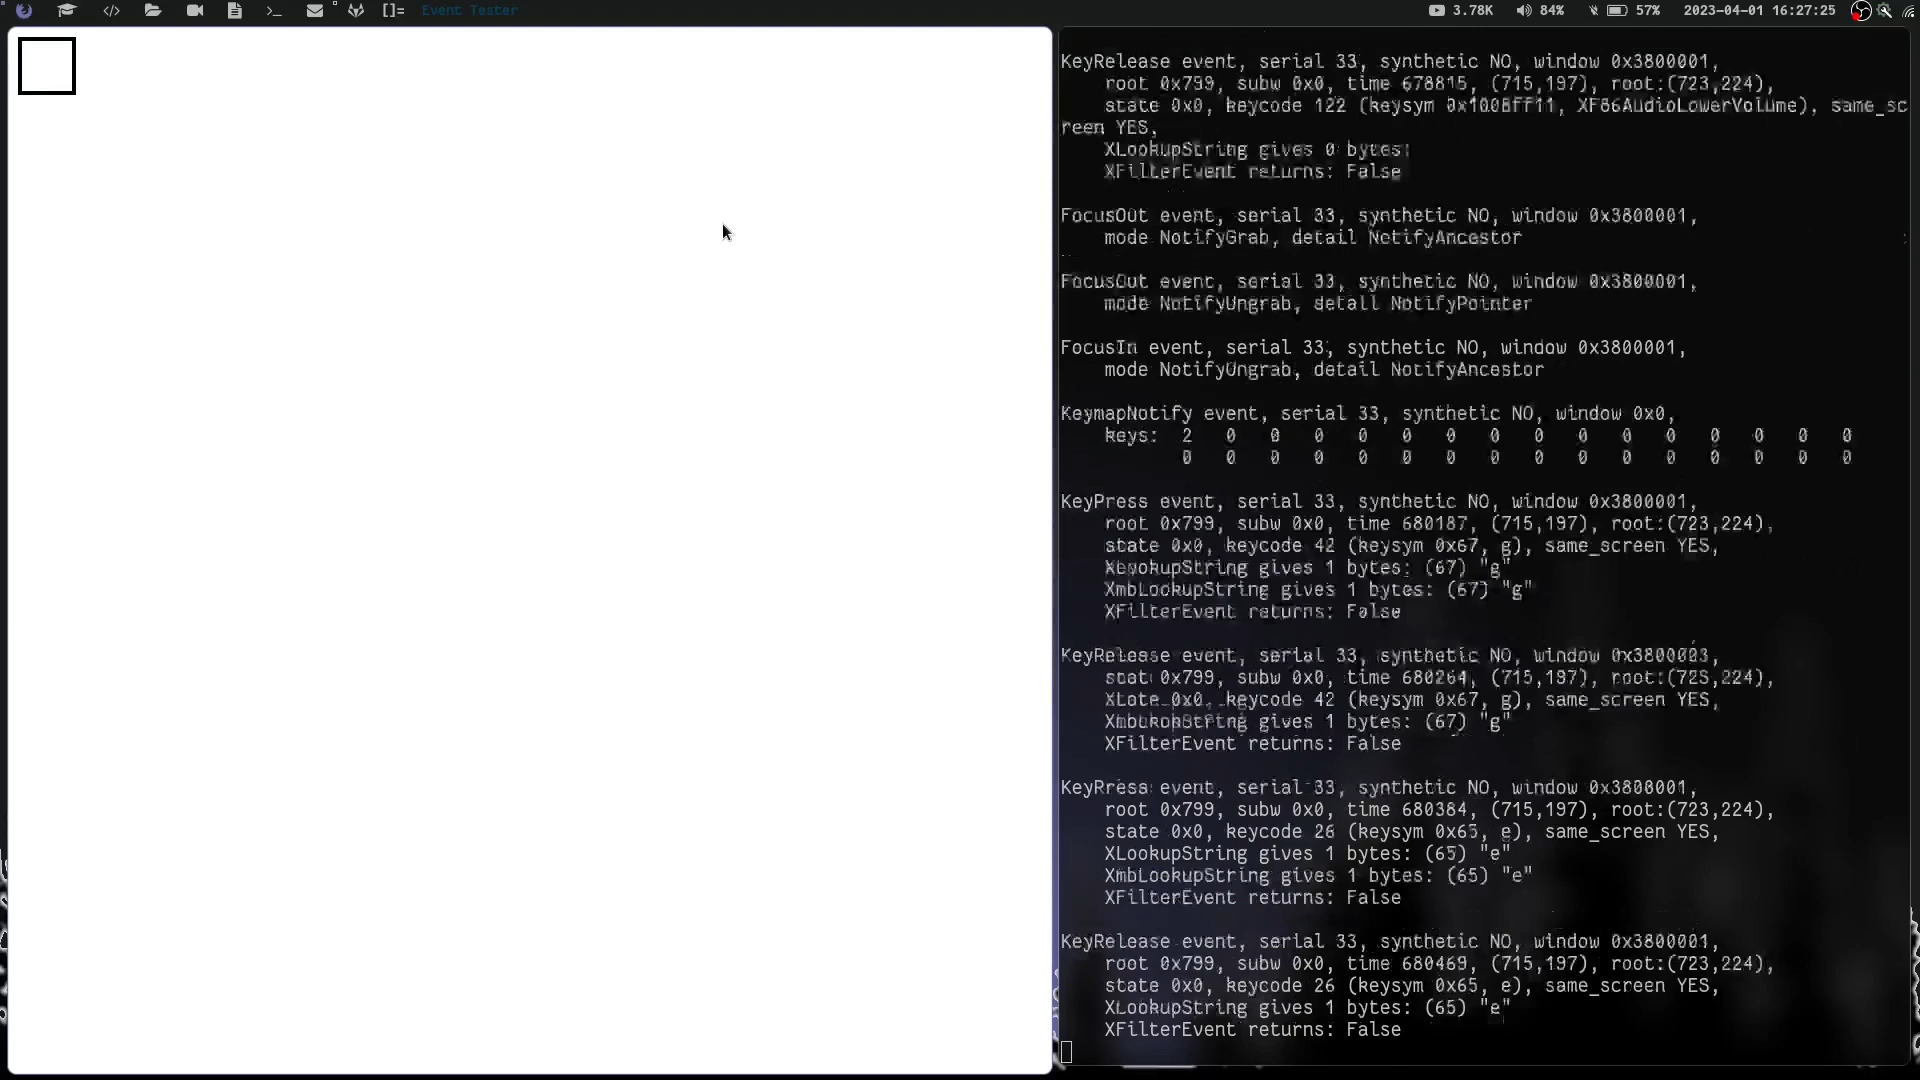 </> >_ []= Event Tester 3.78K 84% 57% 2023-04-01 16:27:25
KeyRelease event, serial 33, synthetic NO, window 0x3800001,
root 0x799, subw 0x0, time 678815, (715,197), root:(723,224),
state 0x0, keycode 122 (keysym 0x1008ff11, XF86AudioLowerVolume), same_sc
reen YES,
XLookupString gives 0 bytes:
XFilterEvent returns: False
FocusOut event, serial 33, synthetic NO, window 0x3800001,
mode NotifyGrab, detail NotifyAncestor
FocusOut event, serial 33, synthetic NO, window 0x3800001,
mode NotifyUngrab, detail NotifyPointer
FocusIn event, serial 33, synthetic NO, window 0x3800001,
mode NotifyUngrab, detail NotifyAncestor
KeymapNotify event, serial 33, synthetic NO, window 0x0,
keys: 2 0 0 0 0 0 0 0 0 0 0 0 0 0 0 0
0 0 0 0 0 0 0 0 0 0 0 0 0 0 0 0
KeyPress event, serial 33, synthetic NO, window 0x3800001,
root 0x799, subw 0x0, time 680187, (715,197), root:(723,224),
state 0x0, keycode 42 (keysym 0x67, g), same_screen YES,
XLookupString gives 1 bytes: (67) "g"
XmbLookupString gives 1 bytes: (67) "g"
XFilterEvent returns: False
KeyRelease event, serial 33, synthetic NO, window
0x799, subw 0x0, time 680264, (715,197), root:(723,224),
0x0, keycode 42 (keysym 0x67, g), same_screen YES,
gives 1 bytes: (67) "g"
XFilterEvent returns: False
KeyPress event, serial 33, synthetic NO, window 0x3800001,
root 0x799, subw 0x0, time 680384, (715,197), root:(723,224),
state 0x0, keycode 26 (keysym 0x65, e), same_screen YES,
XLookupString gives 1 bytes: (65) "e"
XmbLookupString gives 1 bytes: (65) "e"
XFilterEvent returns: False
KeyRelease event, serial 33, synthetic NO, window 0x3800001,
root 0x799, subw 0x0, time 680469, (715,197), root:(723,224),
state 0x0, keycode 26 (keysym 0x65, e), same_screen YES,
XLookupString gives 1 bytes: (65) "e"
XFilterEvent returns: False